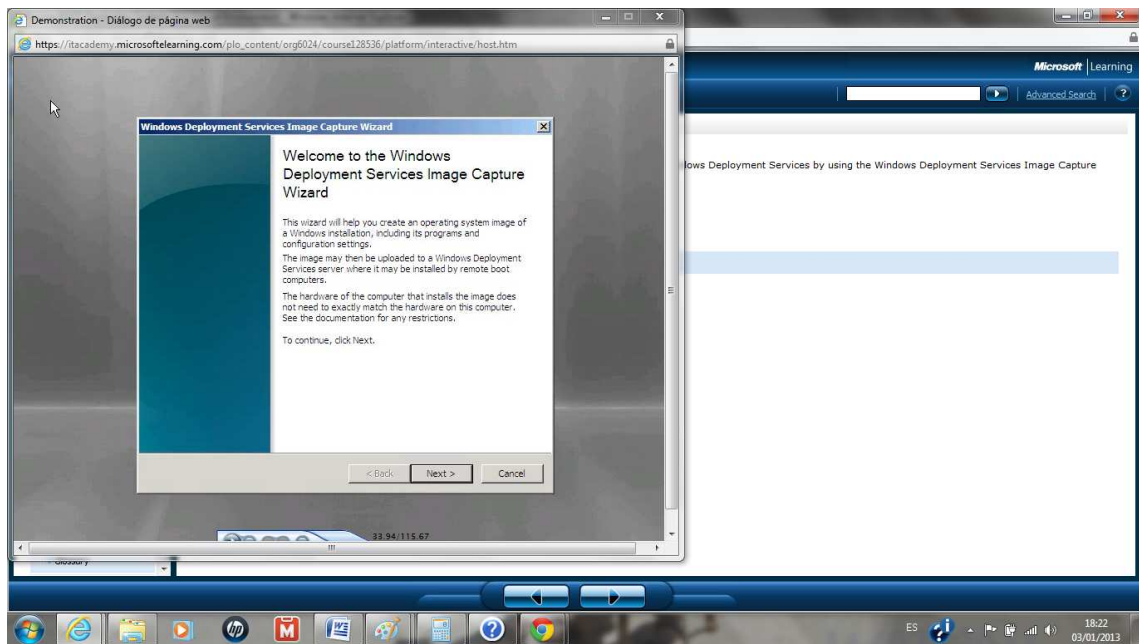 Demonstration - Diálogo de página web
https://itacademy.microsoftelearning.com/plo_content/org6024/course128536/platform/interactive/host.htm
Microsoft | Learning
Advanced Search
?
Windows Deployment Services Image Capture Wizard
Welcome to the Windows
Deployment Services Image Capture
Wizard
This wizard will help you create an operating system image of
a Windows installation, including its programs and
configuration settings.
The image may then be uploaded to a Windows Deployment
Services server where it may be installed by remote boot
computers.
The hardware of the computer that installs the image does
not need to exactly match the hardware on this computer.
See the documentation for any restrictions.
To continue, click Next.
< Back
Next >
Cancel
lows Deployment Services by using the Windows Deployment Services Image Capture
33.94/115.67
Glossary
hp
M
W
?
ES
18:22
03/01/2013